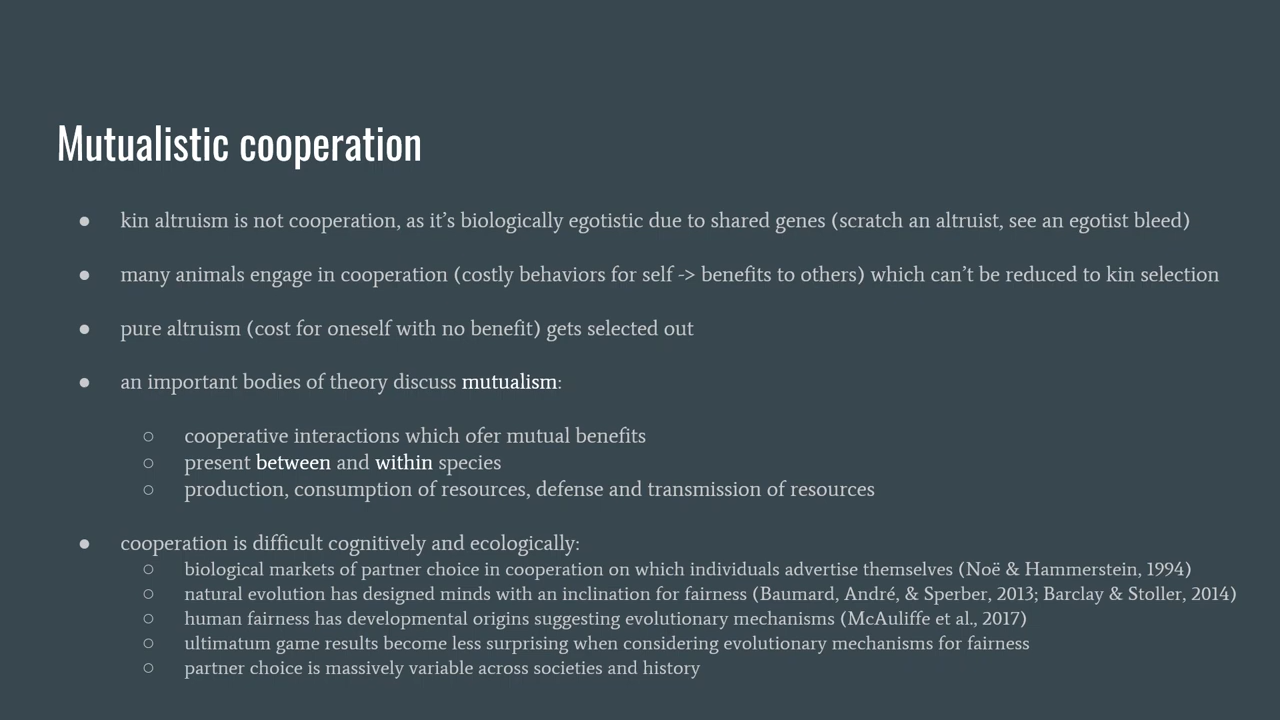 Mutualistic cooperation
● kin altruism is not cooperation, as it’s biologically egotistic due to shared genes (scratch an altruist, see an egotist bleed)
● many animals engage in cooperation (costly behaviors for self -> benefits to others) which can’t be reduced to kin selection
● pure altruism (cost for oneself with no benefit) gets selected out
● an important bodies of theory discuss mutualism:
○ cooperative interactions which ofer mutual benefits
○ present between and within species
○ production, consumption of resources, defense and transmission of resources
● cooperation is difficult cognitively and ecologically:
○ biological markets of partner choice in cooperation on which individuals advertise themselves (Noë & Hammerstein, 1994)
○ natural evolution has designed minds with an inclination for fairness (Baumard, André, & Sperber, 2013; Barclay & Stoller, 2014)
○ human fairness has developmental origins suggesting evolutionary mechanisms (McAuliffe et al., 2017)
○ ultimatum game results become less surprising when considering evolutionary mechanisms for fairness
○ partner choice is massively variable across societies and history